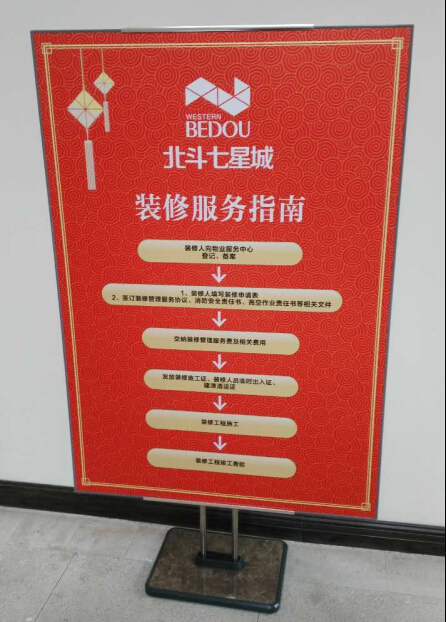 WESTERN
BEDOU
北斗七星城
装修服务指南
装修人向物业服务中心
登记、备案
1、装修人填写装修申请表
2、签订装修管理服务协议、消防安全责任书、高空作业责任书等相关文件
交纳装修管理服务费及相关费用
发放装修施工证、装修人员临时出入证、
建渣清运证
装修工程施工
装修工程竣工查验